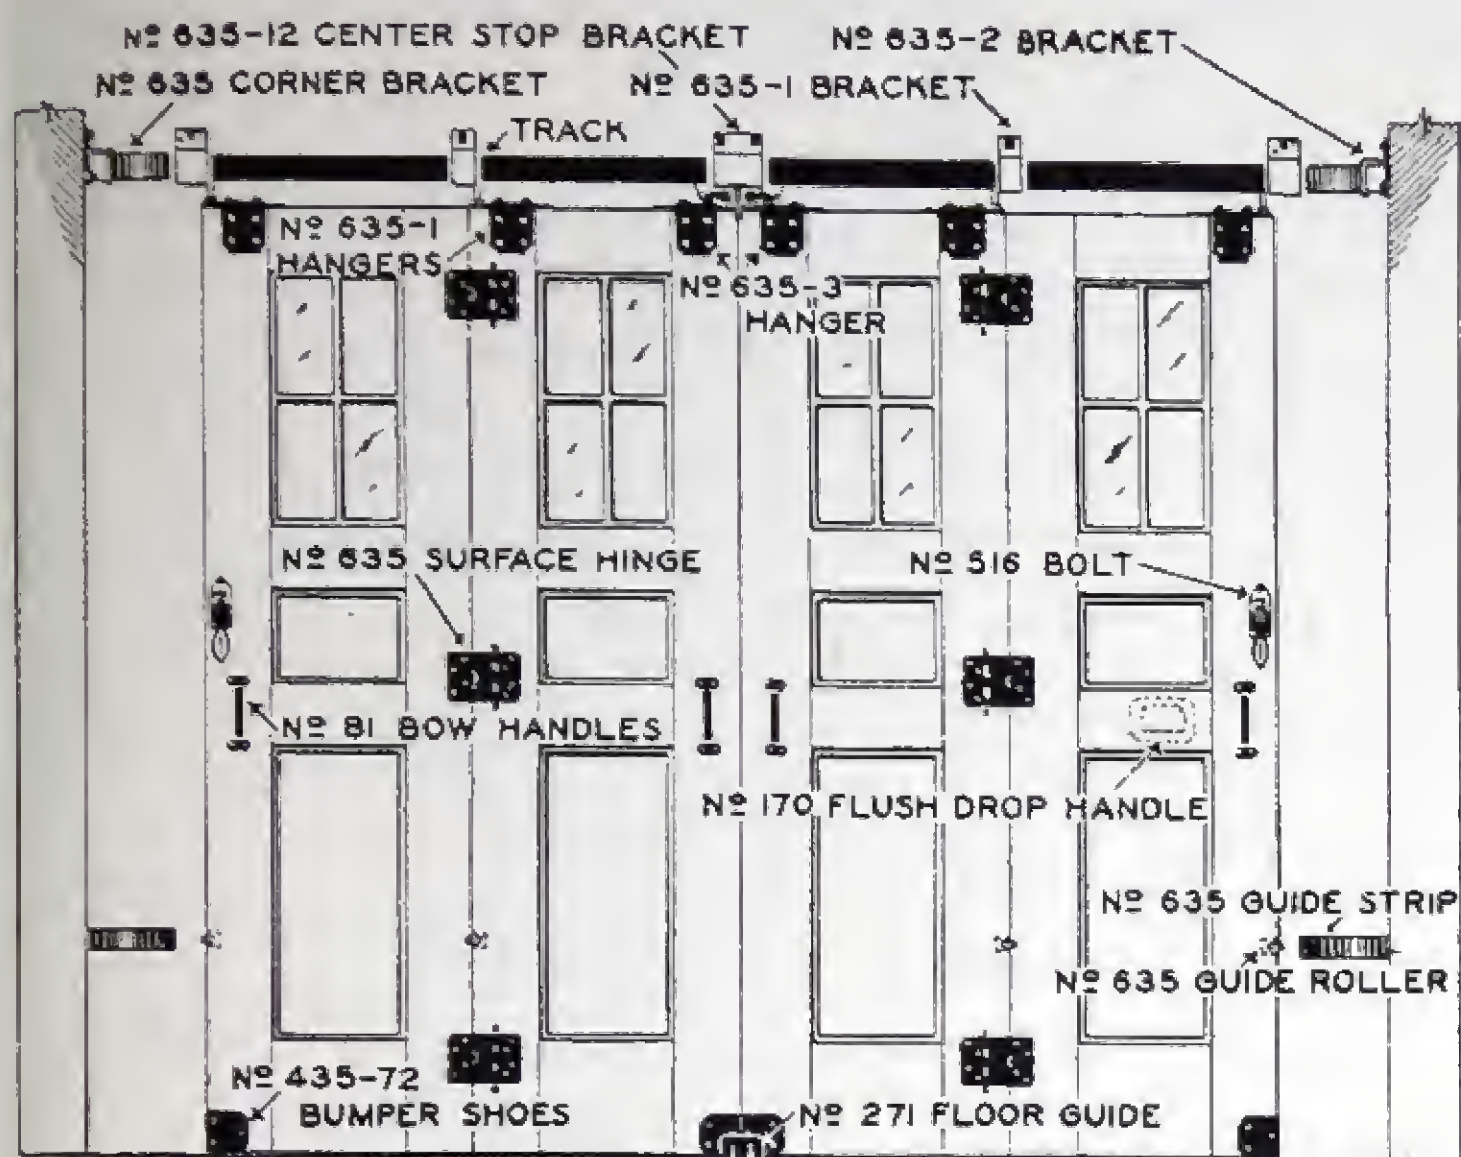 Nº 635-12 CENTER STOP BRACKET
Nº 635-2 BRACKET
Nº 635 CORNER BRACKET
Nº 635-1 BRACKET
TRACK
Nº 635-1
HANGERS
Nº 635-3
HANGER
Nº 635 SURFACE HINGE
Nº 516 BOLT
Nº 81 BOW HANDLES
Nº 170 FLUSH DROP HANDLE
Nº 635 GUIDE STRIP
Nº 635 GUIDE ROLLER
Nº 435-72
BUMPER SHOES
Nº 271 FLOOR GUIDE